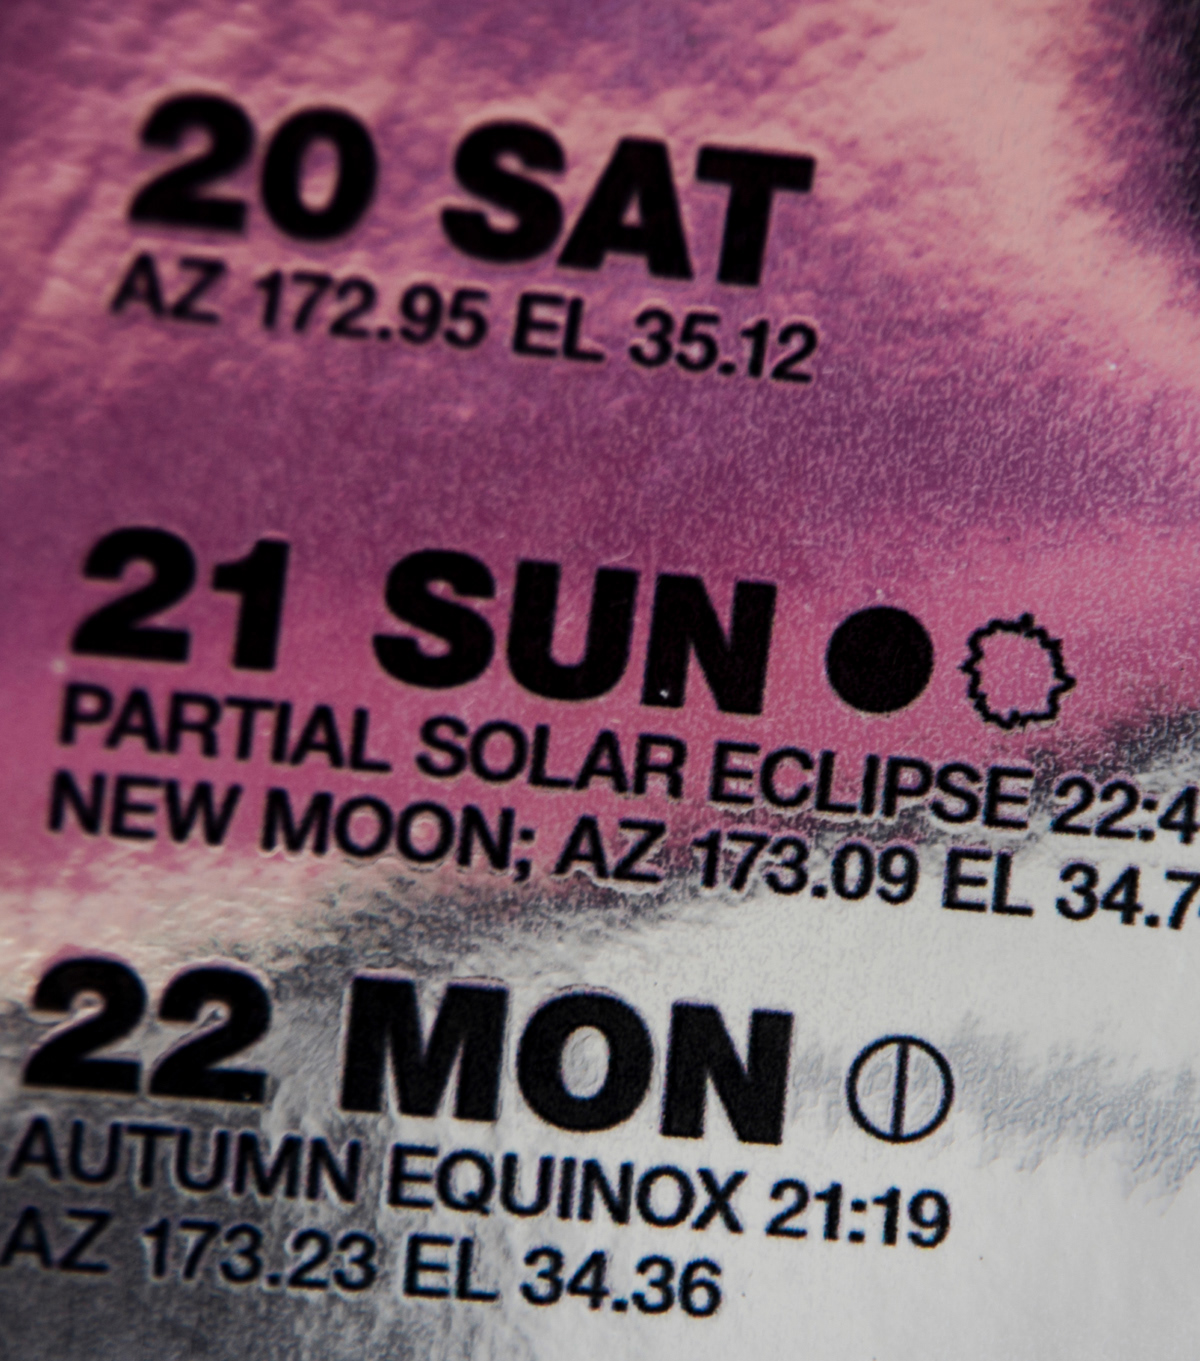 20 SAT
AZ 172.95 EL 35.12
21 SUN
PARTIAL SOLAR ECLIPSE
NEW MOON; AZ 173.09 EL
22 MON
AUTUMN EQUINOX 21:19
AZ 173.23 EL 34.36